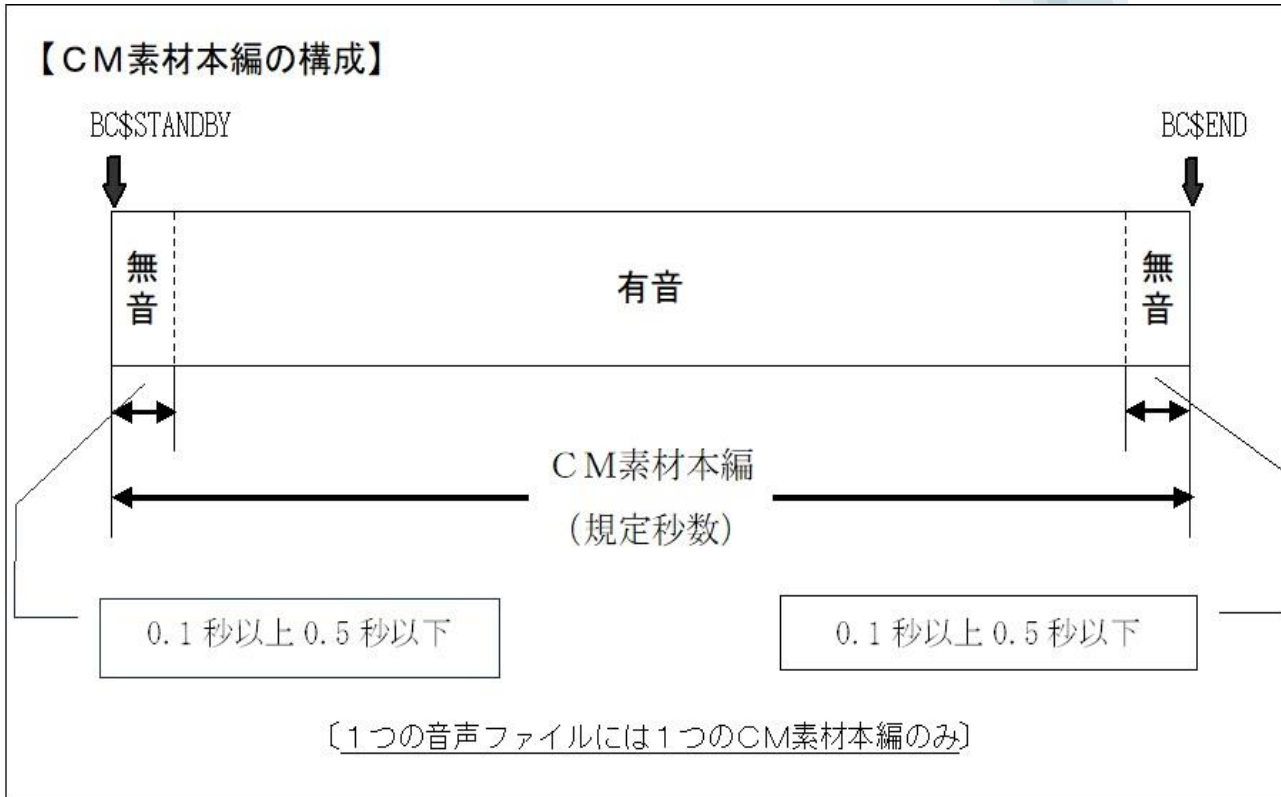 【ＣＭ素材本編の構成】
BC$STANDBY
BC$END
無音
有音
無音
ＣＭ素材本編
（規定秒数）
0.1 秒以上 0.5 秒以下
0.1 秒以上 0.5 秒以下
〔１つの音声ファイルには１つのＣＭ素材本編のみ〕